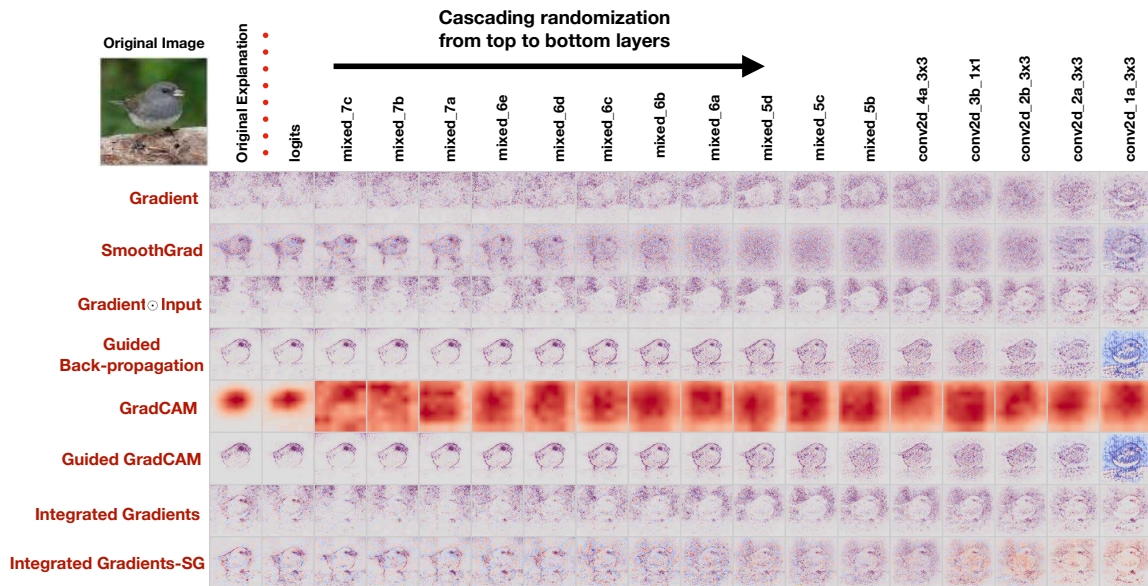 Cascading randomization
from top to bottom layers
Original Image
Original Explanation
logits
mixed_7c
mixed_7b
mixed_7a
mixed_6e
mixed_6d
mixed_6c
mixed_6b
mixed_6a
mixed_5d
mixed_5c
mixed_5b
conv2d_4a_3x3
conv2d_3b_1x1
conv2d_2b_3x3
conv2d_2a_3x3
conv2d_1a_3x3
Gradient
SmoothGrad
Gradient⊙Input
Guided
Back-propagation
GradCAM
Guided GradCAM
Integrated Gradients
Integrated Gradients-SG